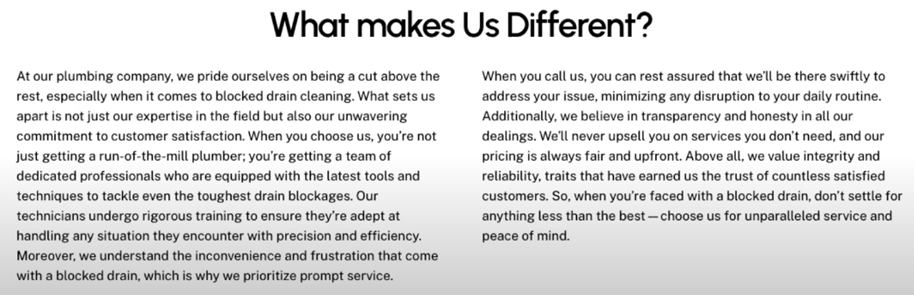 What makes Us Different?
At our plumbing company, we pride ourselves on being a cut above the
rest, especially when it comes to blocked drain cleaning. What sets us
apart is not just our expertise in the field but also our unwavering
commitment to customer satisfaction. When you choose us, you're not
just getting a run-of-the-mill plumber; you're getting a team of
dedicated professionals who are equipped with the latest tools and
techniques to tackle even the toughest drain blockages. Our
technicians undergo rigorous training to ensure they're adept at
handling any situation they encounter with precision and efficiency.
Moreover, we understand the inconvenience and frustration that come
with a blocked drain, which is why we prioritize prompt service.
When you call us, you can rest assured that we'll be there swiftly to
address your issue, minimizing any disruption to your daily routine.
Additionally, we believe in transparency and honesty in all our
dealings. We'll never upsell you on services you don't need, and our
pricing is always fair and upfront. Above all, we value integrity and
reliability, traits that have earned us the trust of countless satisfied
customers. So, when you're faced with a blocked drain, don't settle for
anything less than the best — choose us for unparalleled service and
peace of mind.